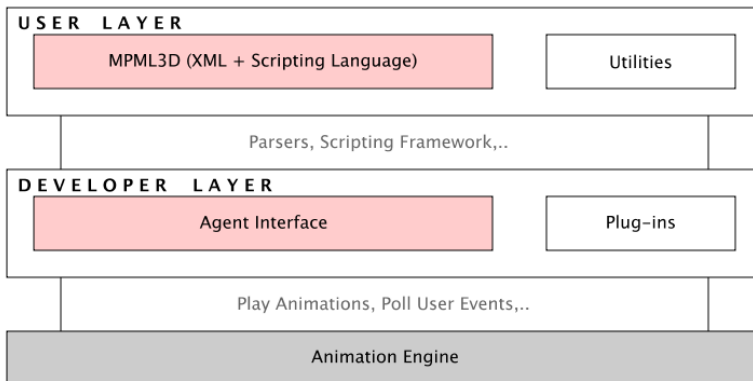 USER LAYER
MPML3D (XML + Scripting Language)
Utilities
Parsers, Scripting Framework,..
DEVELOPER LAYER
Agent Interface
Plug-ins
Play Animations, Poll User Events,..
Animation Engine